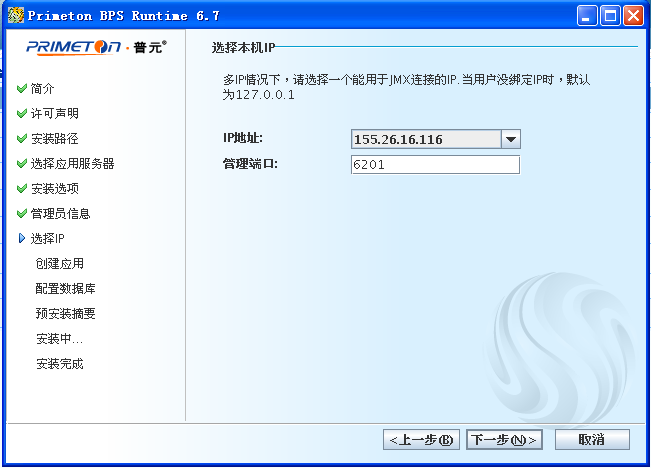 Primeton BPS Runtime 6.7
PRIMETON·普元®
简介
许可声明
安装路径
选择应用服务器
安装选项
管理员信息
选择IP
创建应用
配置数据库
预安装摘要
安装中...
安装完成
选择本机IP
多IP情况下，请选择一个能用于JMX连接的IP.当用户没绑定IP时，默认
为127.0.0.1
IP地址: 155.26.16.116
管理端口: 6201
<上一步(B) 下一步(N)> 取消